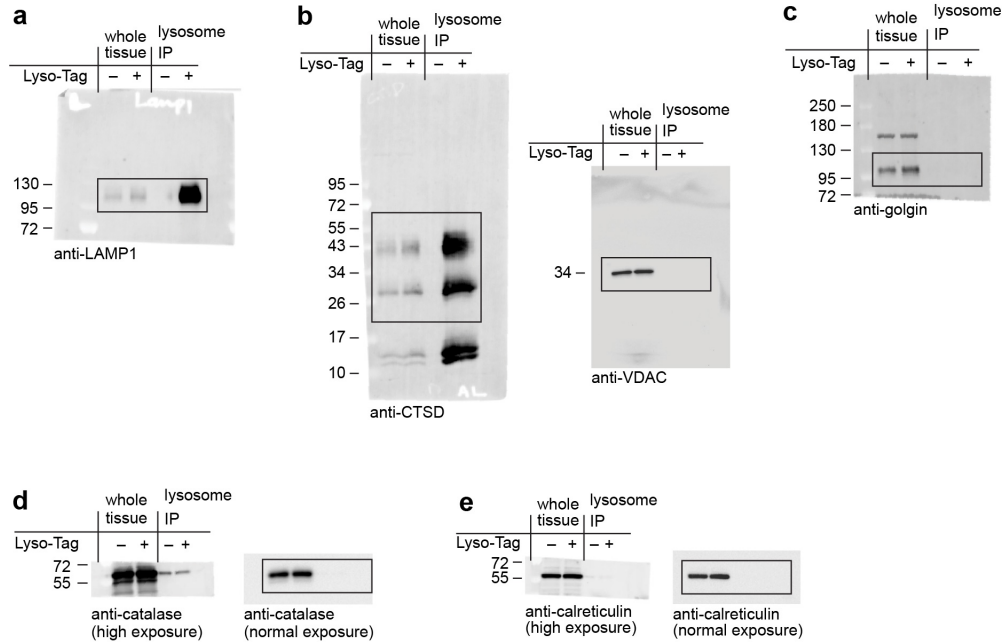 a
whole
tissue
lysosome
IP
Lyso-Tag – + – +
Lamp1
130 –
95 –
72 –
anti-LAMP1
b
whole
tissue
lysosome
IP
Lyso-Tag – + – +
95 –
72 –
55 –
43 –
34 –
26 –
17 –
10 –
AL
anti-CTSD
whole
tissue
lysosome
IP
Lyso-Tag – + – +
34 –
anti-VDAC
c
whole
tissue
lysosome
IP
Lyso-Tag – + – +
250 –
180 –
130 –
95 –
72 –
anti-golgin
d
whole
tissue
lysosome
IP
Lyso-Tag – + – +
72 –
55 –
anti-catalase
(high exposure)
anti-catalase
(normal exposure)
e
whole
tissue
lysosome
IP
Lyso-Tag – + – +
72 –
55 –
anti-calreticulin
(high exposure)
anti-calreticulin
(normal exposure)